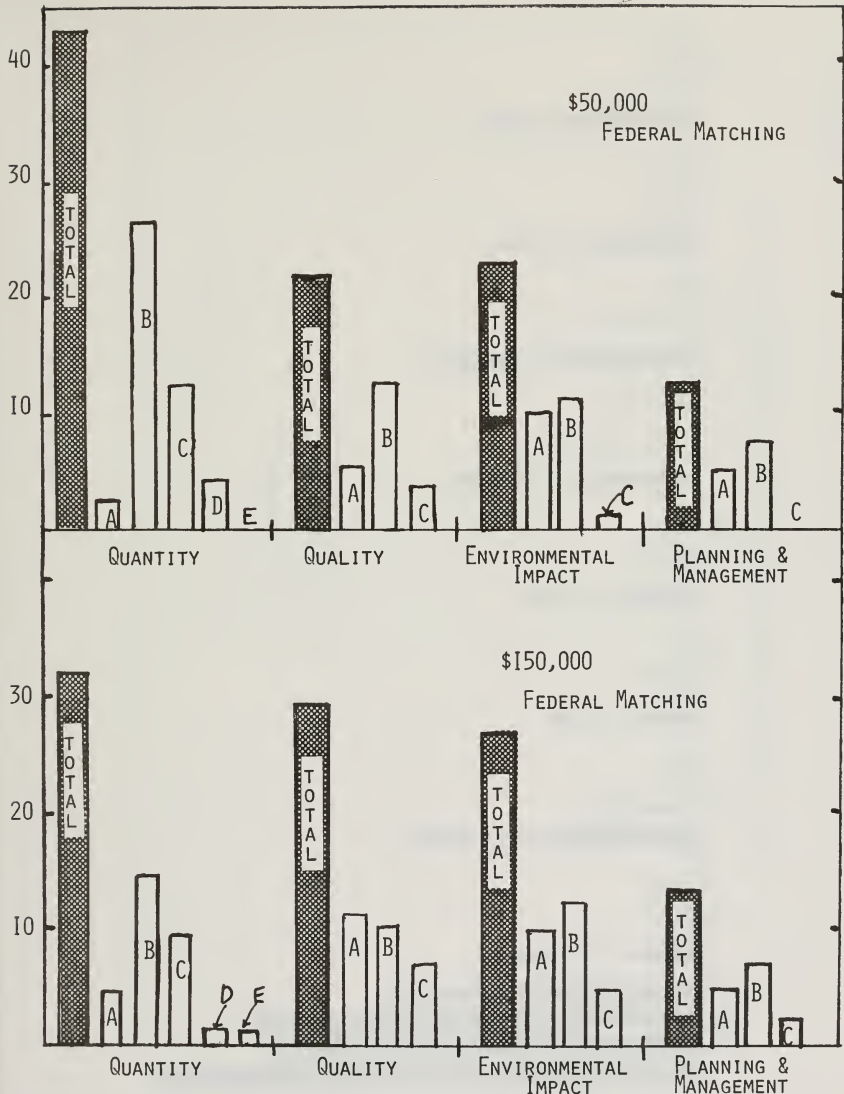 40
30
20
10
$50,000
FEDERAL MATCHING
TOTAL
A
B
C
D
E
TOTAL
A
B
C
TOTAL
A
B
C
TOTAL
A
B
C
QUANTITY
QUALITY
ENVIRONMENTAL
IMPACT
PLANNING &
MANAGEMENT
30
20
10
$150,000
FEDERAL MATCHING
TOTAL
A
B
C
D
E
TOTAL
A
B
C
TOTAL
A
B
C
TOTAL
A
B
C
QUANTITY
QUALITY
ENVIRONMENTAL
IMPACT
PLANNING &
MANAGEMENT